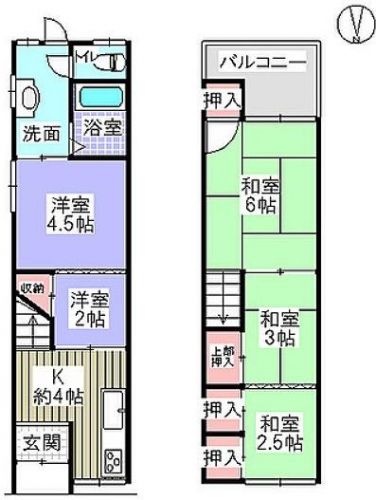 トイレ
洗面
浴室
洋室
4.5帖
収納
洋室
2帖
K
約4帖
玄関
バルコニー
押入
和室
6帖
和室
3帖
上部
押入
押入
和室
2.5帖
押入
N